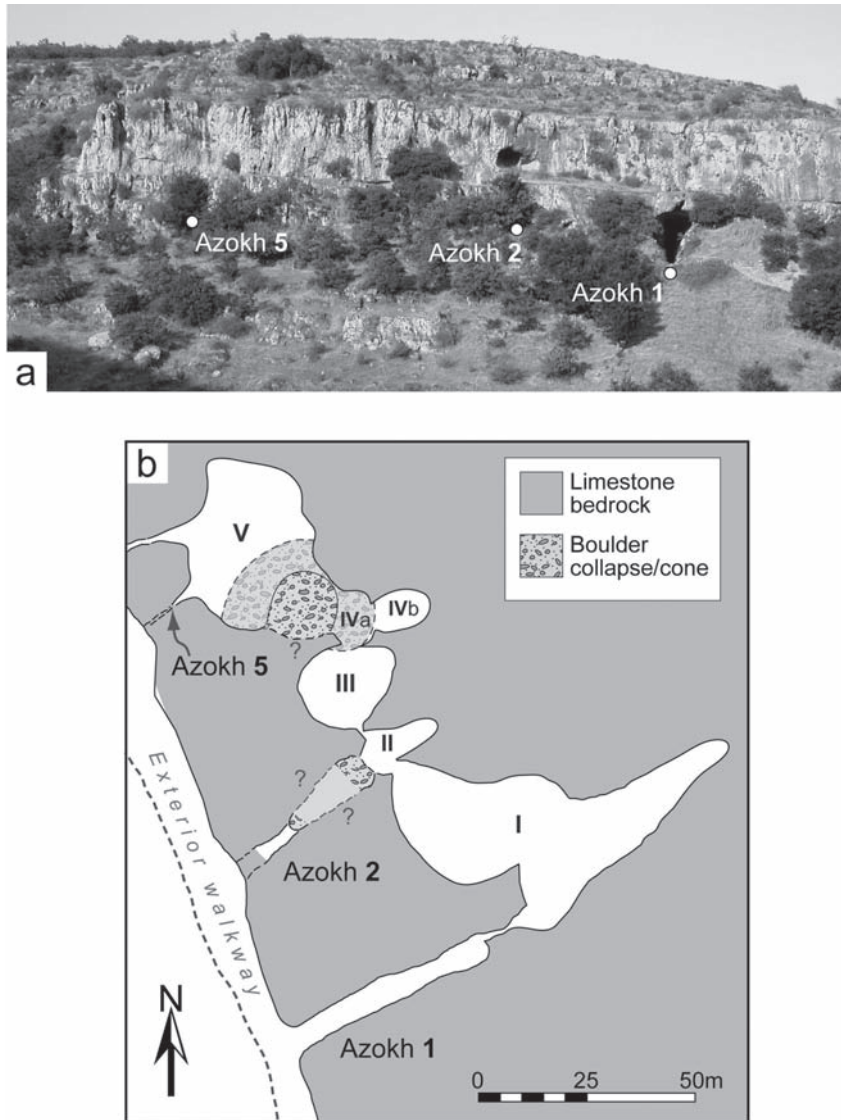 Azokh 5
Azokh 2
Azokh 1
a
b
Limestone
bedrock
Boulder
collapse/cone
V
IVa
IVb
?
Azokh 5
III
II
?
?
I
Azokh 2
Exterior walkway
N
Azokh 1
0 25 50m